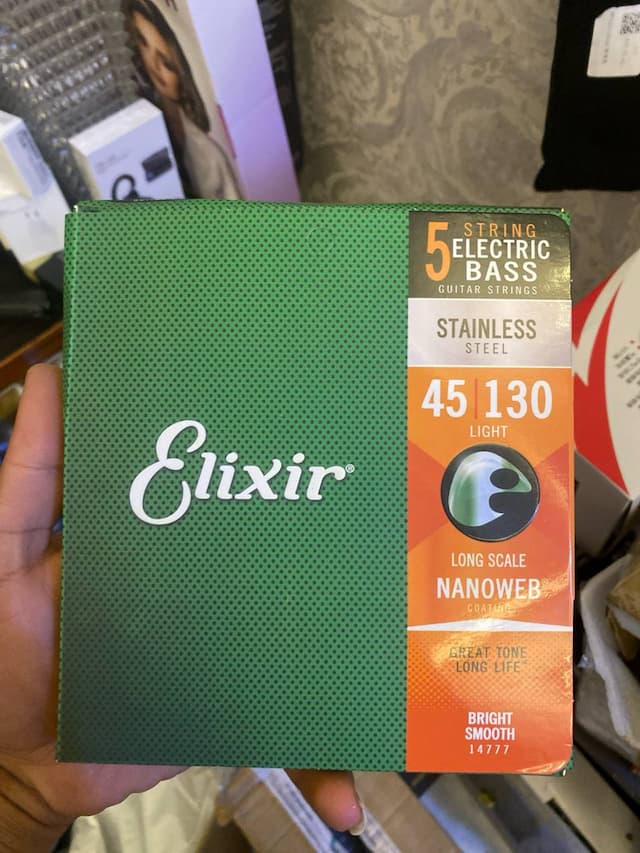 5 STRING
ELECTRIC
BASS
GUITAR STRINGS
STAINLESS
STEEL
45|130
LIGHT
Elixir®
LONG SCALE
NANOWEB
COATING
GREAT TONE
LONG LIFE™
BRIGHT
SMOOTH
14777